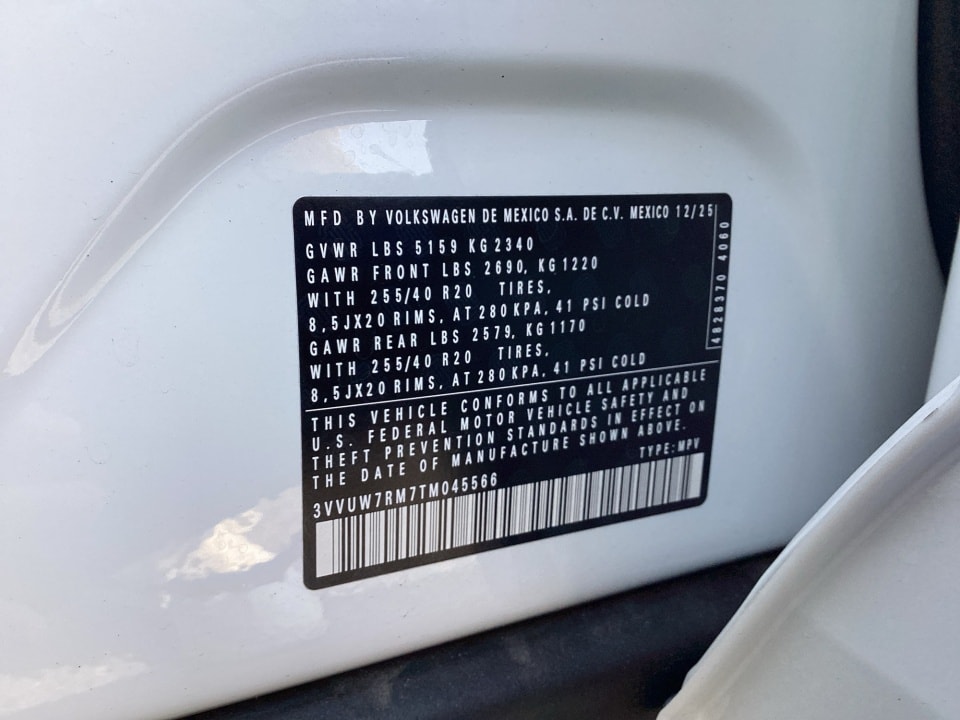 MFD BY VOLKSWAGEN DE MEXICO S.A. DE C.V. MEXICO 12/25
GVWR LBS 5159 KG 2340
GAWR FRONT LBS 2690, KG 1220
WITH 255/40 R20 TIRES,
8,5JX20 RIMS, AT 280 KPA, 41 PSI COLD
GAWR REAR LBS 2579, KG 1170
WITH 255/40 R20 TIRES,
8,5JX20 RIMS, AT 280 KPA, 41 PSI COLD
4828370 4060
THIS VEHICLE CONFORMS TO ALL APPLICABLE
U.S. FEDERAL MOTOR VEHICLE SAFETY AND
THEFT PREVENTION STANDARDS IN EFFECT ON
THE DATE OF MANUFACTURE SHOWN ABOVE.
TYPE: MPV
3VVUW7RM7TM045566